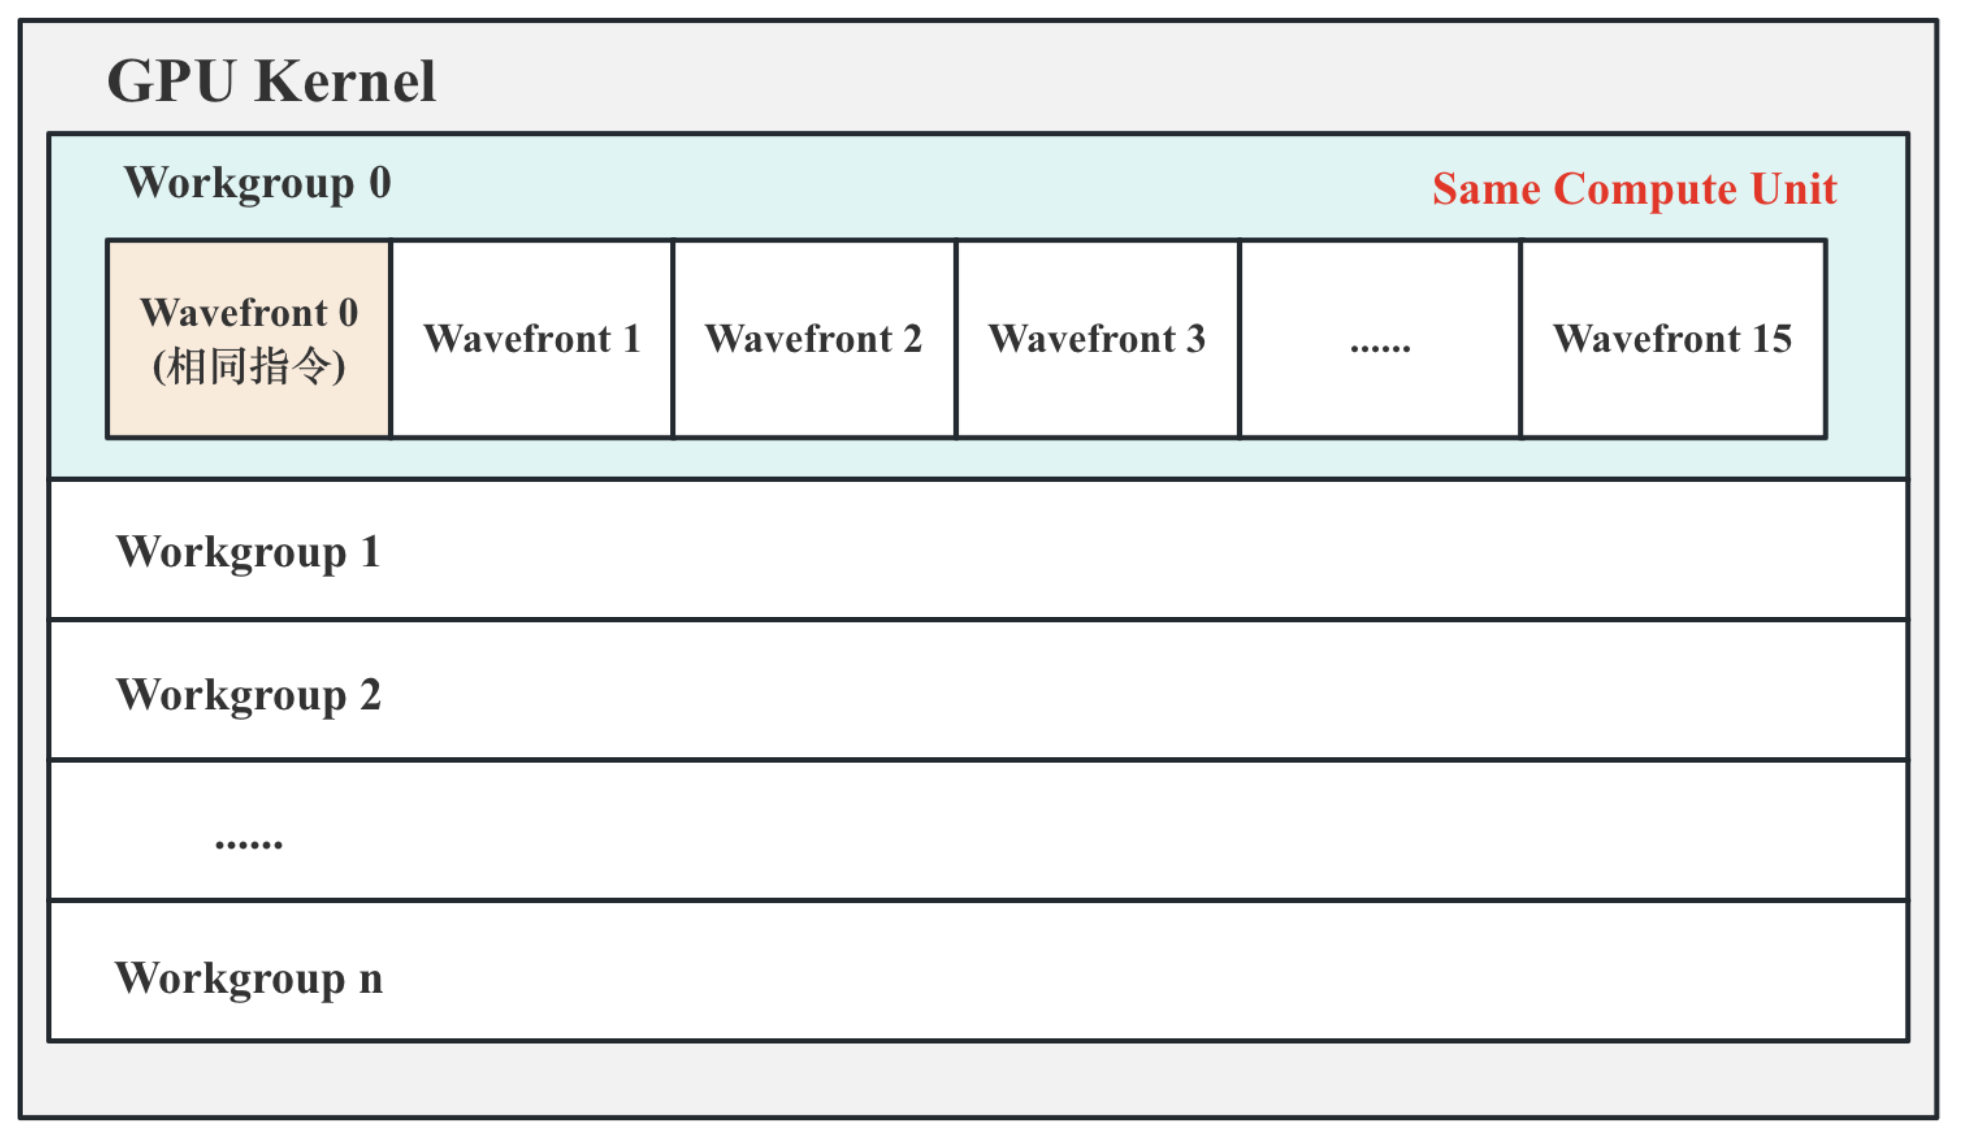 GPU Kernel
Workgroup 0
Same Compute Unit
Wavefront 0
(相同指令)
Wavefront 1
Wavefront 2
Wavefront 3
......
Wavefront 15
Workgroup 1
Workgroup 2
......
Workgroup n